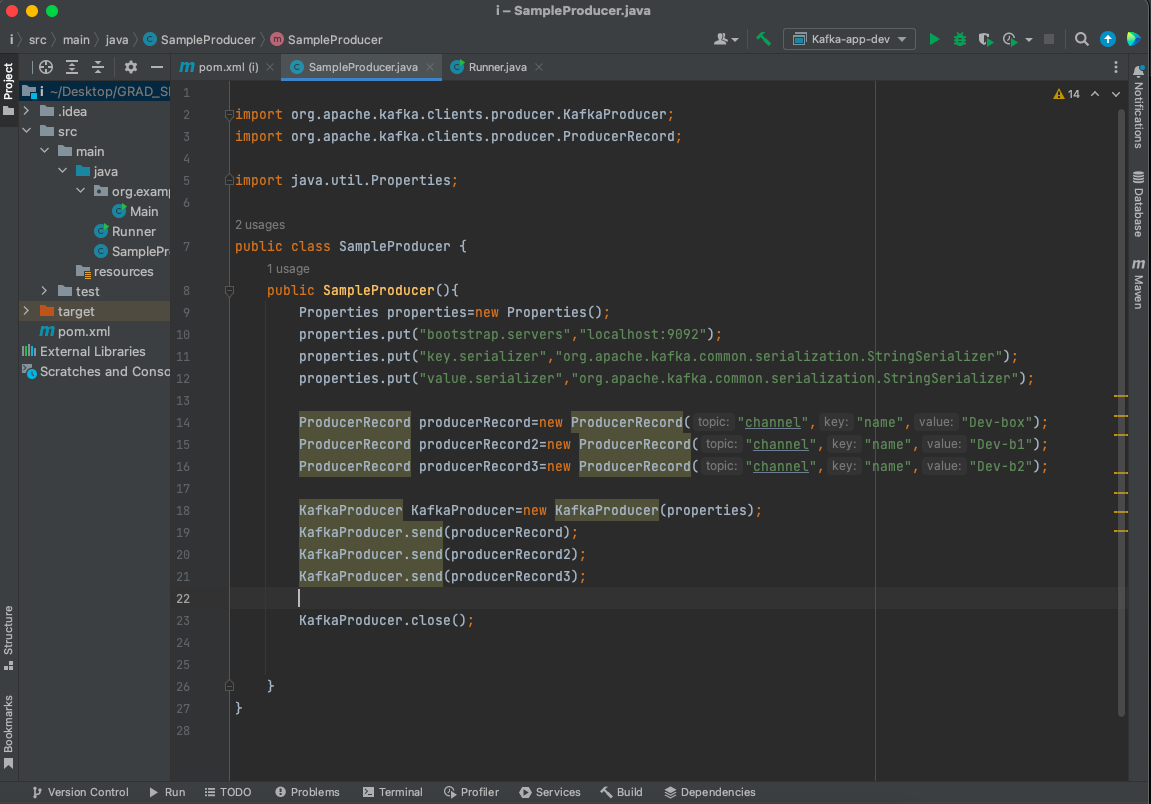 i – SampleProducer.java
i src main java SampleProducer SampleProducer
Kafka-app-dev
Project
pom.xml (i) SampleProducer.java Runner.java
i ~/Desktop/GRAD_S
.idea
src
main
java
org.examp
Main
Runner
SamplePr
resources
test
target
pom.xml
External Libraries
Scratches and Conso
14
1
2 import org.apache.kafka.clients.producer.KafkaProducer;
3 import org.apache.kafka.clients.producer.ProducerRecord;
4
5 import java.util.Properties;
6
2 usages
7 public class SampleProducer {
1 usage
8 public SampleProducer(){
9 Properties properties=new Properties();
10 properties.put("bootstrap.servers","localhost:9092");
11 properties.put("key.serializer","org.apache.kafka.common.serialization.StringSerializer");
12 properties.put("value.serializer","org.apache.kafka.common.serialization.StringSerializer");
13
14 ProducerRecord producerRecord=new ProducerRecord( topic: "channel", key: "name", value: "Dev-box");
15 ProducerRecord producerRecord2=new ProducerRecord( topic: "channel", key: "name", value: "Dev-b1");
16 ProducerRecord producerRecord3=new ProducerRecord( topic: "channel", key: "name", value: "Dev-b2");
17
18 KafkaProducer KafkaProducer=new KafkaProducer(properties);
19 KafkaProducer.send(producerRecord);
20 KafkaProducer.send(producerRecord2);
21 KafkaProducer.send(producerRecord3);
22
23 KafkaProducer.close();
24
25
26 }
27 }
28
Notifications
Database
m Maven
Structure
Bookmarks
Version Control Run TODO Problems Terminal Profiler Services Build Dependencies